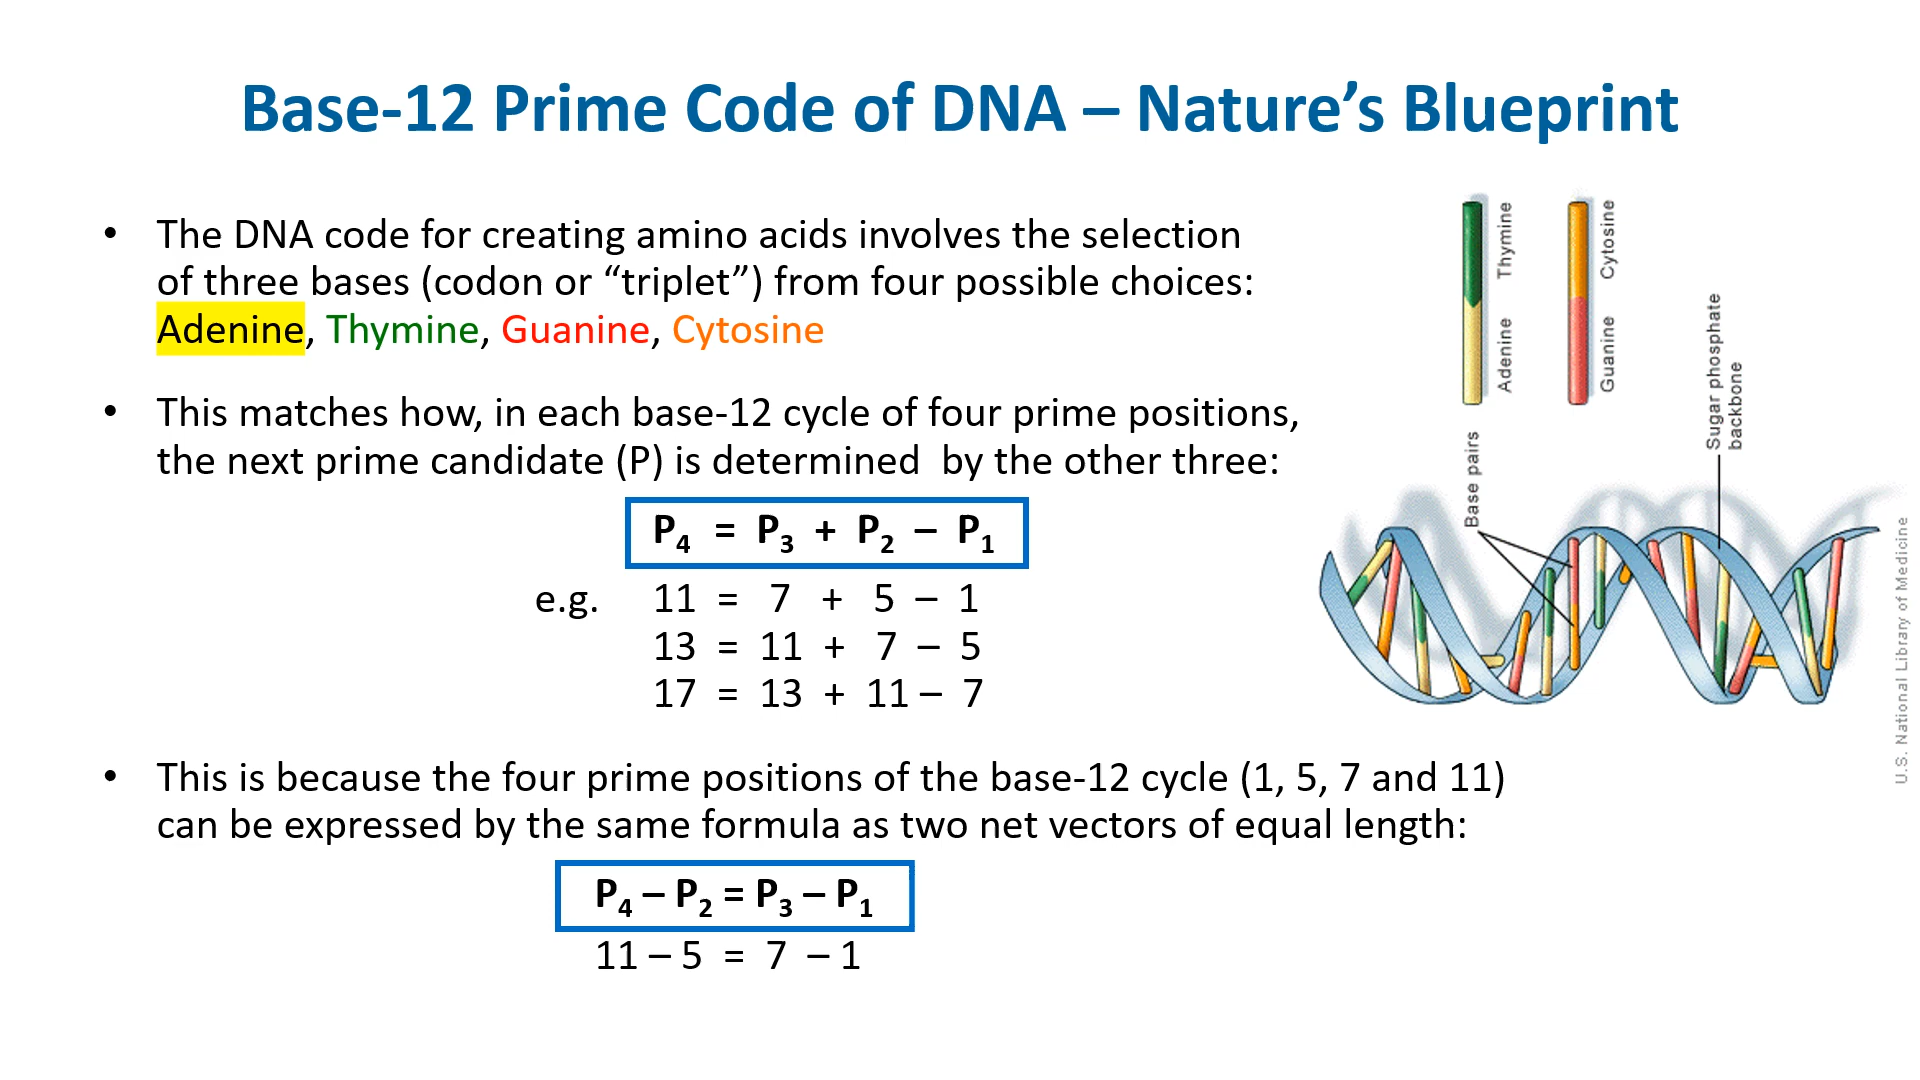 Base-12 Prime Code of DNA – Nature’s Blueprint
• The DNA code for creating amino acids involves the selection
of three bases (codon or “triplet”) from four possible choices:
Adenine, Thymine, Guanine, Cytosine
• This matches how, in each base-12 cycle of four prime positions,
the next prime candidate (P) is determined  by the other three:
P₄ = P₃ + P₂ – P₁
e.g. 11 = 7 + 5 – 1
13 = 11 + 7 – 5
17 = 13 + 11 – 7
• This is because the four prime positions of the base-12 cycle (1, 5, 7 and 11)
can be expressed by the same formula as two net vectors of equal length:
P₄ – P₂ = P₃ – P₁
11 – 5 = 7 – 1
Adenine Thymine
Guanine Cytosine
Base pairs
Sugar phosphate
backbone
U.S. National Library of Medicine